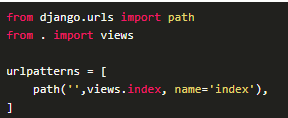 from django.urls import path
from . import views

urlpatterns = [
    path('',views.index, name='index'),
]